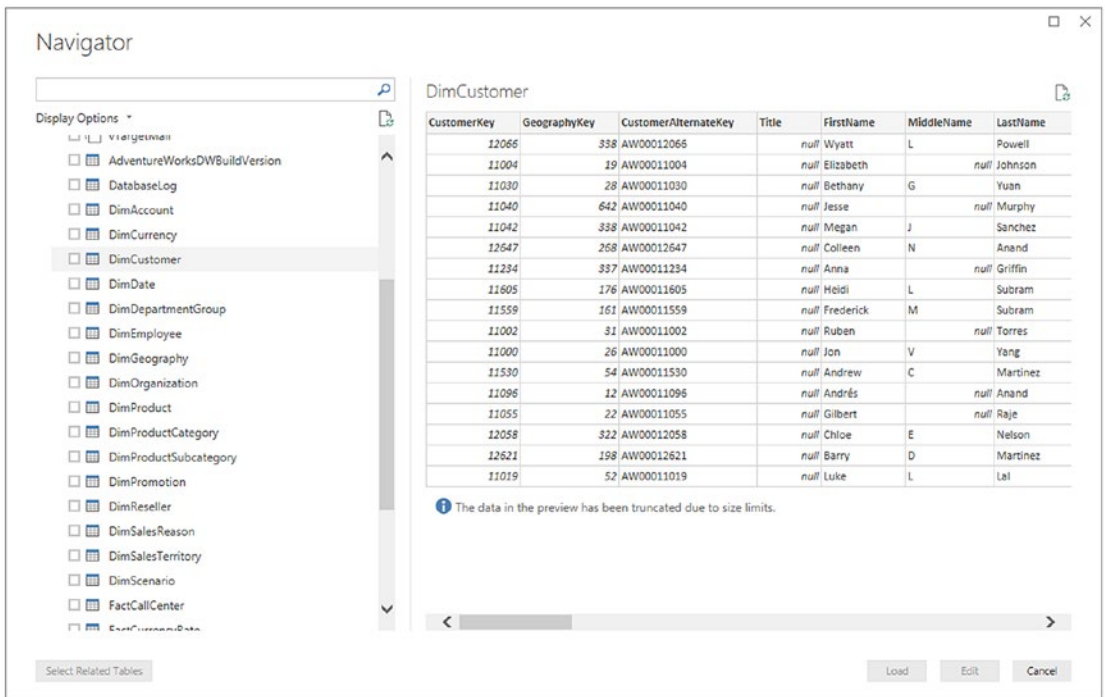 Navigator
Display Options
vTargetMail
AdventureWorksDWBuildVersion
DatabaseLog
DimAccount
DimCurrency
DimCustomer
DimDate
DimDepartmentGroup
DimEmployee
DimGeography
DimOrganization
DimProduct
DimProductCategory
DimProductSubcategory
DimPromotion
DimReseller
DimSalesReason
DimSalesTerritory
DimScenario
FactCallCenter
FactCurrencyRate
Select Related Tables
DimCustomer
CustomerKey GeographyKey CustomerAlternateKey Title FirstName MiddleName LastName
12066 338 AW00012066 null Wyatt L Powell
11004 19 AW00011004 null Elizabeth null Johnson
11030 28 AW00011030 null Bethany G Yuan
11040 642 AW00011040 null Jesse null Murphy
11042 338 AW00011042 null Megan J Sanchez
12647 268 AW00012647 null Colleen N Anand
11234 337 AW00011234 null Anna null Griffin
11605 176 AW00011605 null Heidi L Subram
11559 161 AW00011559 null Frederick M Subram
11002 31 AW00011002 null Ruben null Torres
11000 26 AW00011000 null Jon V Yang
11530 54 AW00011530 null Andrew C Martinez
11096 12 AW00011096 null Andrés null Anand
11055 22 AW00011055 null Gilbert null Raje
12058 322 AW00012058 null Chloe E Nelson
12621 198 AW00012621 null Barry D Martinez
11019 52 AW00011019 null Luke L Lal
The data in the preview has been truncated due to size limits.
Load Edit Cancel